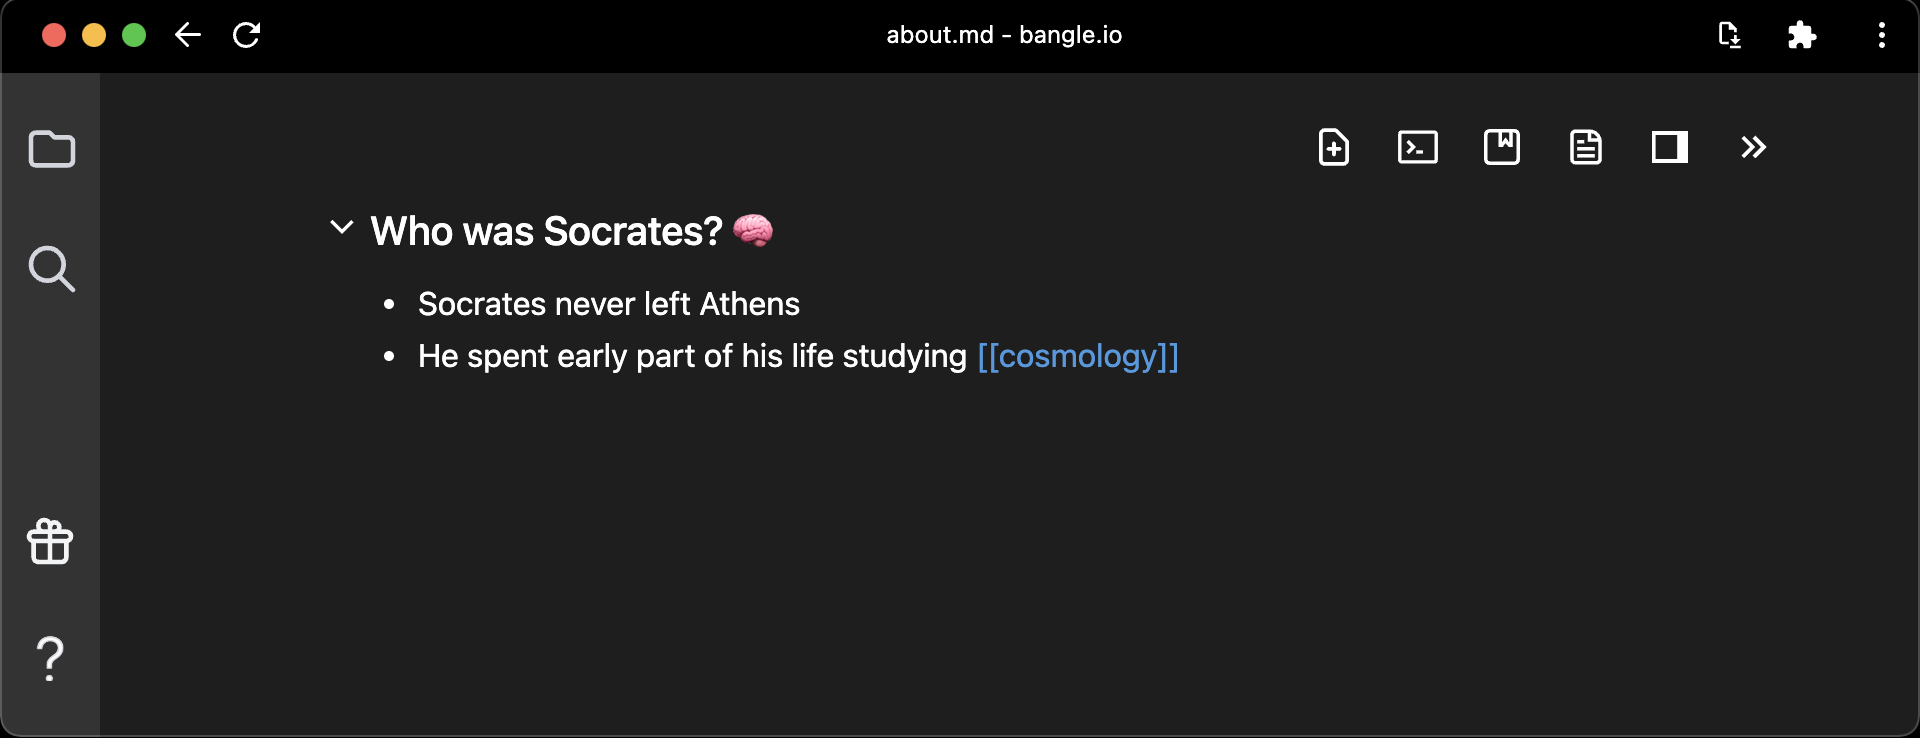 about.md - bangle.io
Who was Socrates? 🧠
• Socrates never left Athens
• He spent early part of his life studying [[cosmology]]